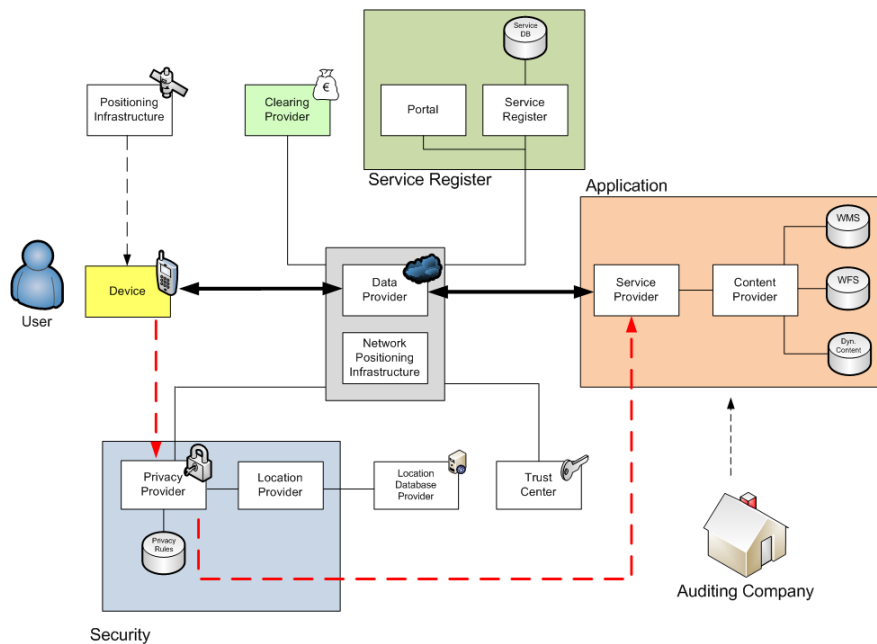 Service
DB
Positioning
Infrastructure
€
Clearing
Provider
Portal
Service
Register
Service Register
Application
WMS
Device
User
Data
Provider
Service
Provider
Content
Provider
WFS
Network
Positioning
Infrastructure
Dyn.
Content
Privacy
Provider
Location
Provider
Location
Database
Provider
Trust
Center
Privacy
Rules
Auditing Company
Security